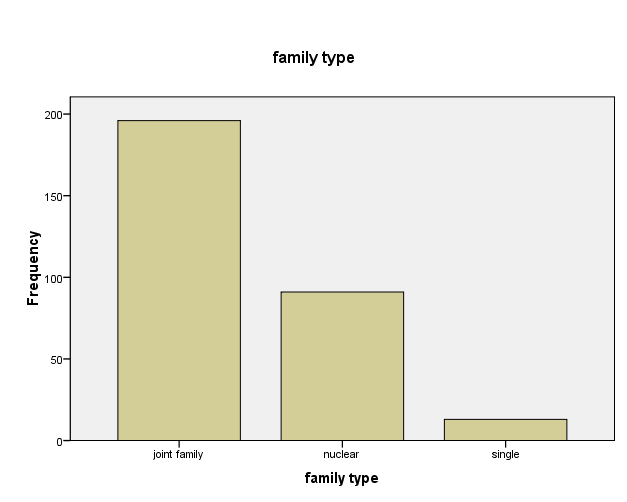 family type
Frequency
200
150
100
50
0
joint family
nuclear
single
family type